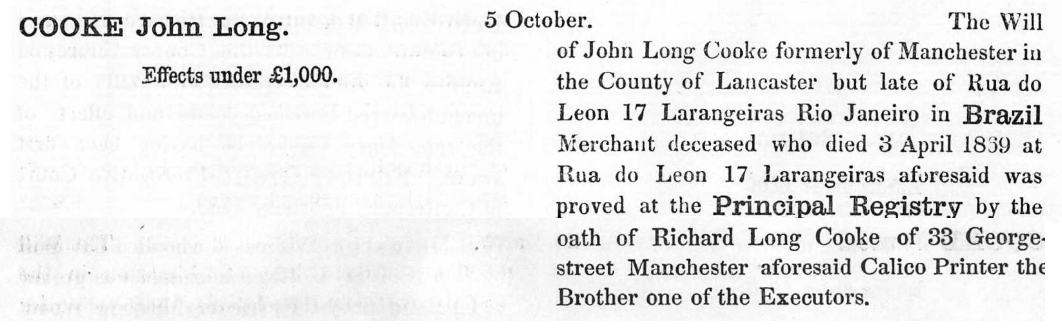 COOKE John Long.
Effects under £1,000.
5 October. The Will
of John Long Cooke formerly of Manchester in
the County of Lancaster but late of Rua do
Leon 17 Larangeiras Rio Janeiro in Brazil
Merchant deceased who died 3 April 1859 at
Rua do Leon 17 Larangeiras aforesaid was
proved at the Principal Registry by the
oath of Richard Long Cooke of 33 George-
street Manchester aforesaid Calico Printer the
Brother one of the Executors.